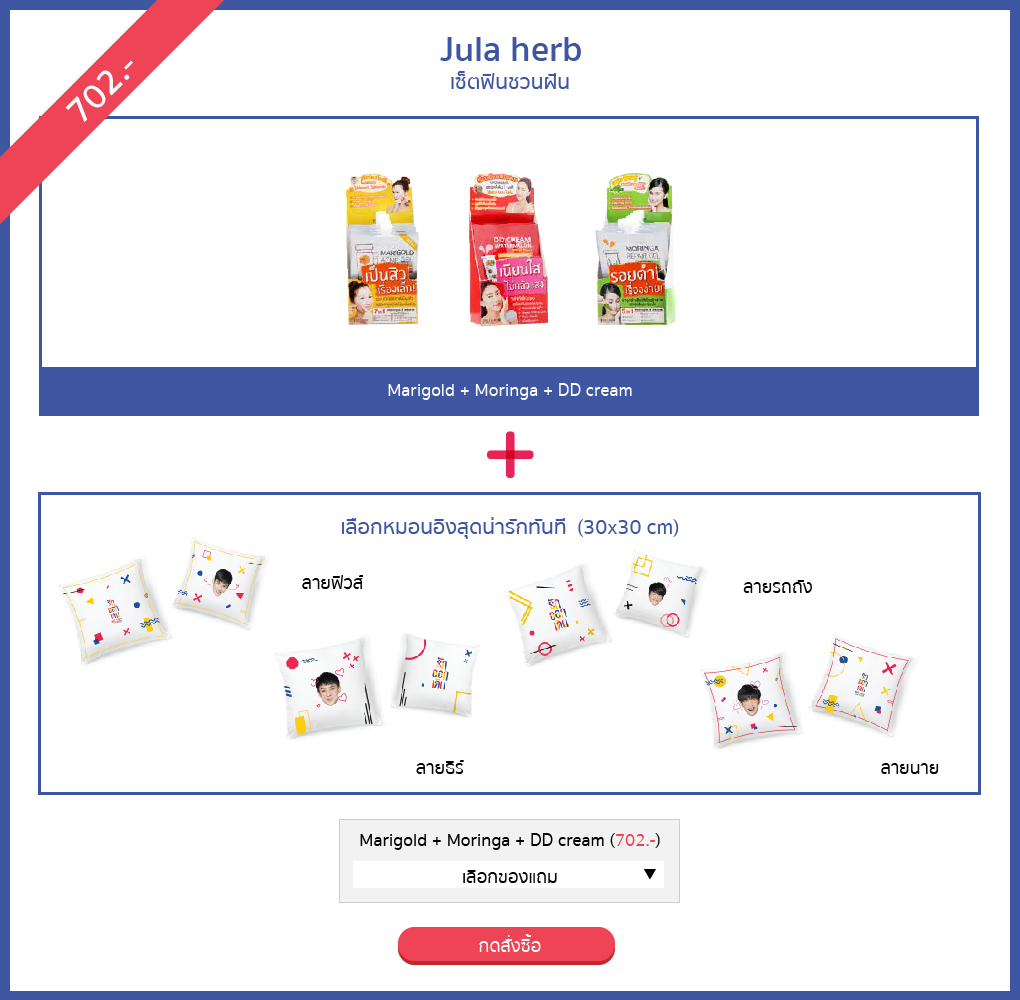 702.-
Jula herb
เซ็ตฟินชวนฝัน
MARIGOLD
ACNE GEL
เป็นสิว
เรื่องเล็ก!
DD CREAM
WATERMELON
เนียนใส
ไม่แล้วแสง
MORINGA
REPAIR GEL
รอยดำ!
เรื่องง่าย!
Marigold + Moringa + DD cream
เลือกหมอนอิงสุดน่ารักทันที (30x30 cm)
ลายฟิวส์
ลายรถถัง
ลายธีร์
ลายนาย
Marigold + Moringa + DD cream (702.-)
เลือกของแถม
กดสั่งซื้อ